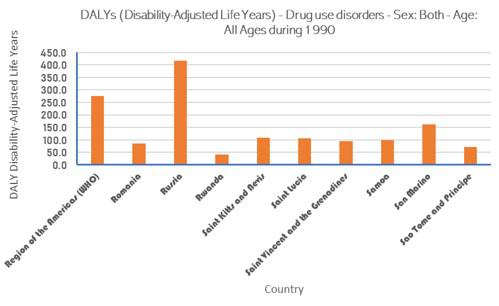 DALYs (Disability-Adjusted Life Years) - Drug use disorders - Sex: Both - Age:
All Ages during 1990
DALY Disability-Adjusted Life Years
450.0
400.0
350.0
300.0
250.0
200.0
150.0
100.0
50.0
0.0
Region of the Americas (WHO)
Romania
Russia
Rwanda
Saint Kitts and Nevis
Saint Lucia
Saint Vincent and the Grenadines
Samoa
San Marino
Sao Tome and Principe
Country